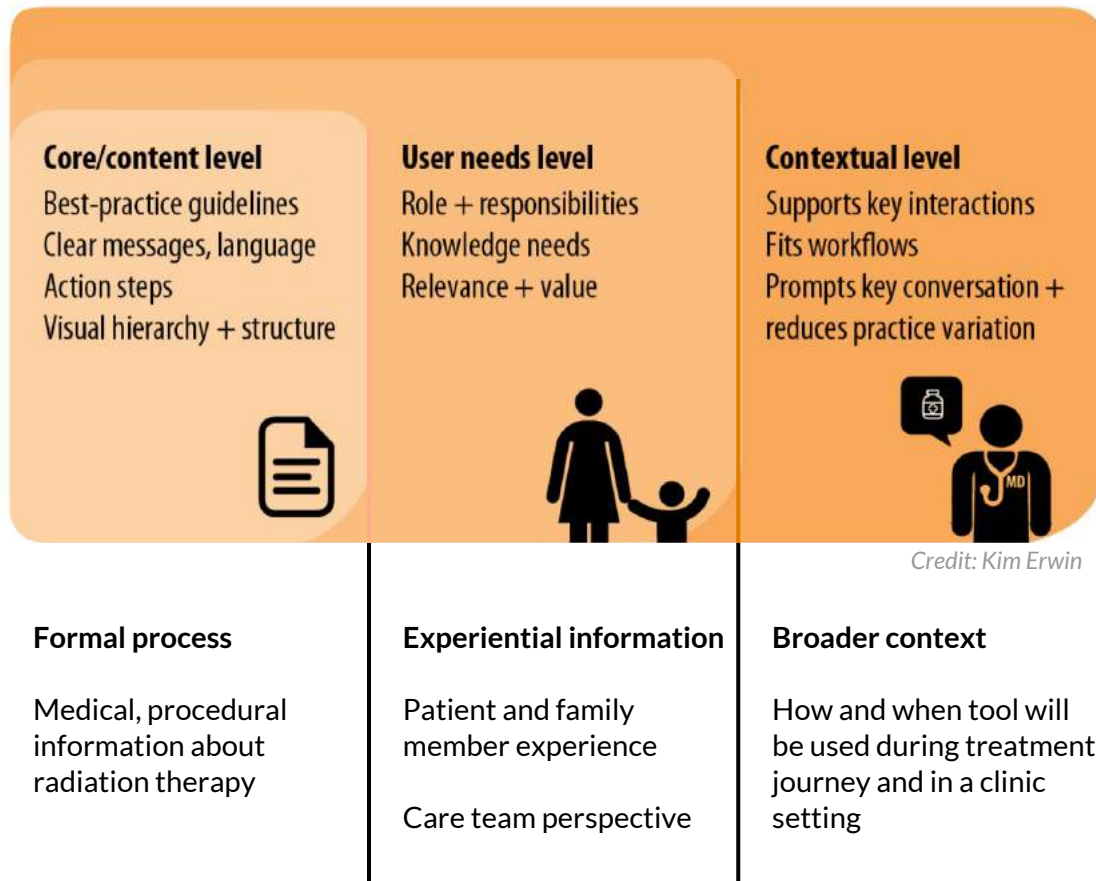 Core/content level
Best-practice guidelines
Clear messages, language
Action steps
Visual hierarchy + structure
User needs level
Role + responsibilities
Knowledge needs
Relevance + value
Contextual level
Supports key interactions
Fits workflows
Prompts key conversation +
reduces practice variation
MD
Credit: Kim Erwin
Formal process
Medical, procedural
information about
radiation therapy
Experiential information
Patient and family
member experience
Care team perspective
Broader context
How and when tool will
be used during treatment
journey and in a clinic
setting